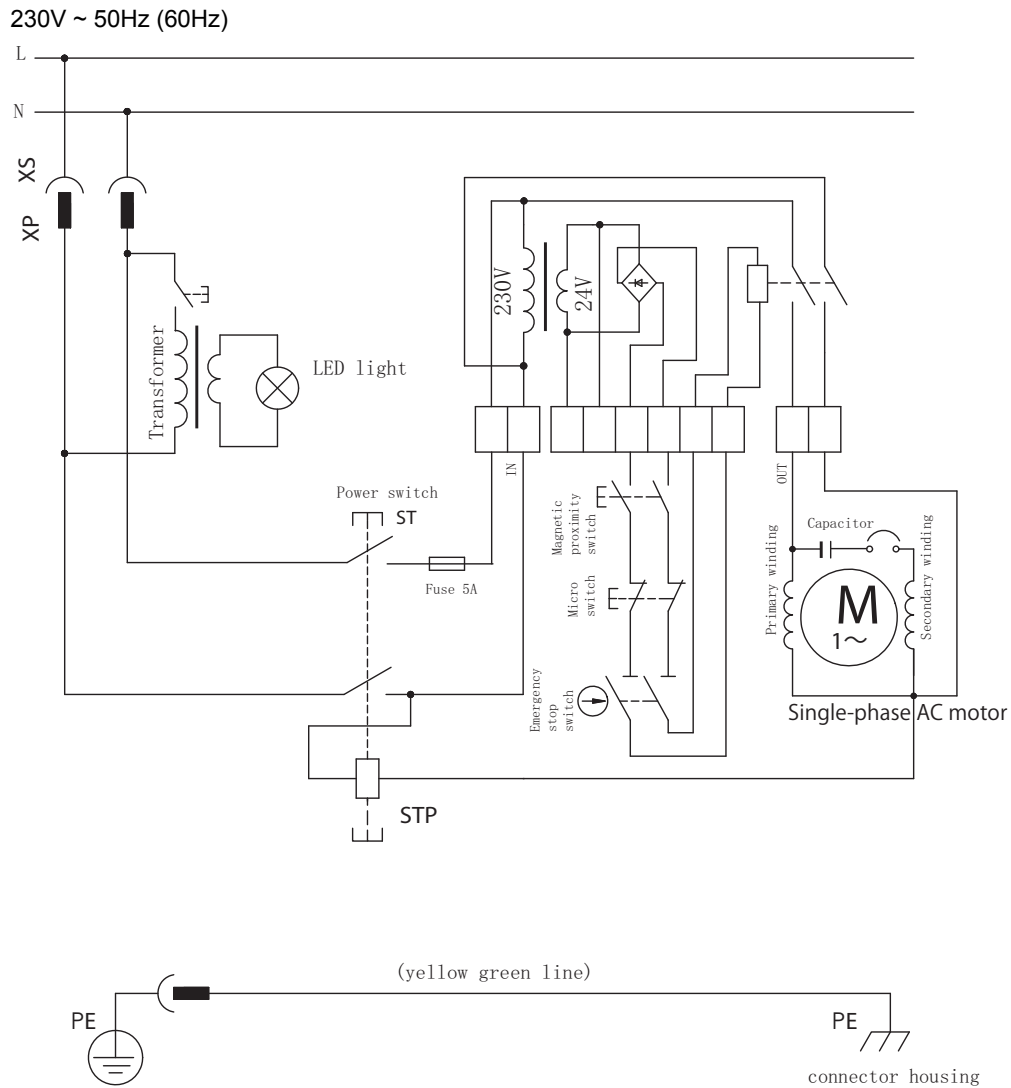 230V ~ 50Hz (60Hz)
L
N
XS
XP
Transformer
LED light
230V
24V
IN
OUT
Power switch
ST
Fuse 5A
Magnetic
proximity
switch
Micro
switch
Emergency
stop
switch
Capacitor
Primary winding
Secondary winding
M
1~
Single-phase AC motor
STP
(yellow green line)
PE
PE
connector housing